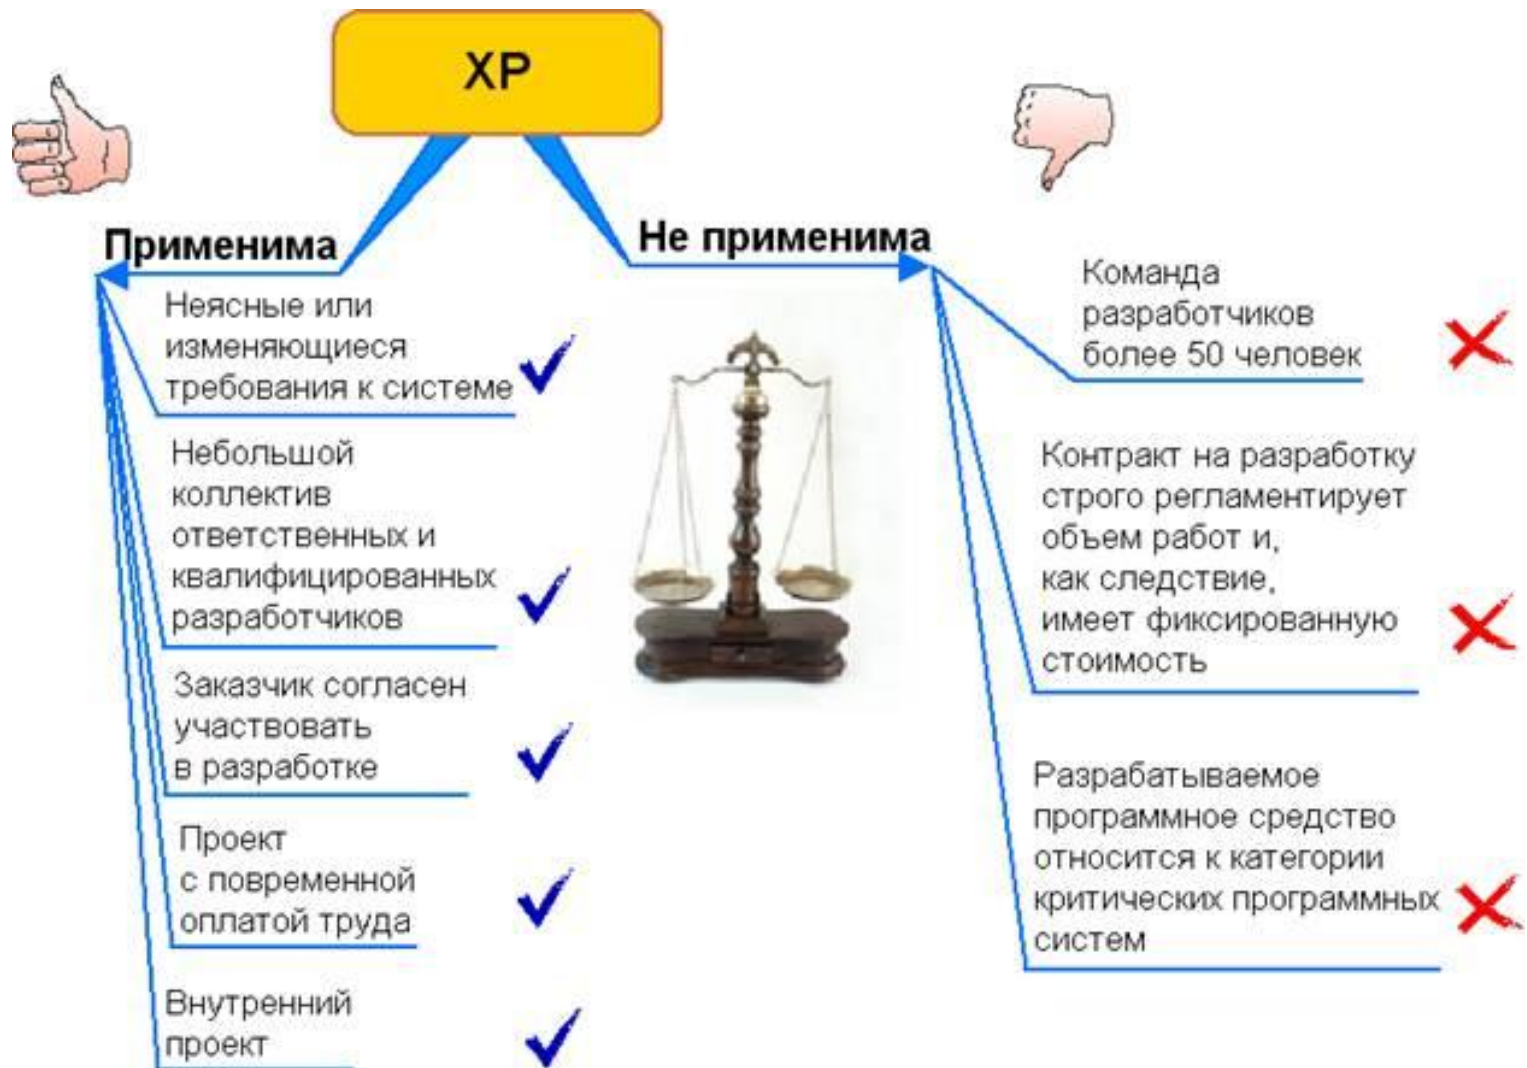 XP
Применима
Неясные или
изменяющиеся
требования к системе
Небольшой
коллектив
ответственных и
квалифицированных
разработчиков
Заказчик согласен
участвовать
в разработке
Проект
с повременной
оплатой труда
Внутренний
проект
Не применима
Команда
разработчиков
более 50 человек
Контракт на разработку
строго регламентирует
объем работ и,
как следствие,
имеет фиксированную
стоимость
Разрабатываемое
программное средство
относится к категории
критических программных
систем